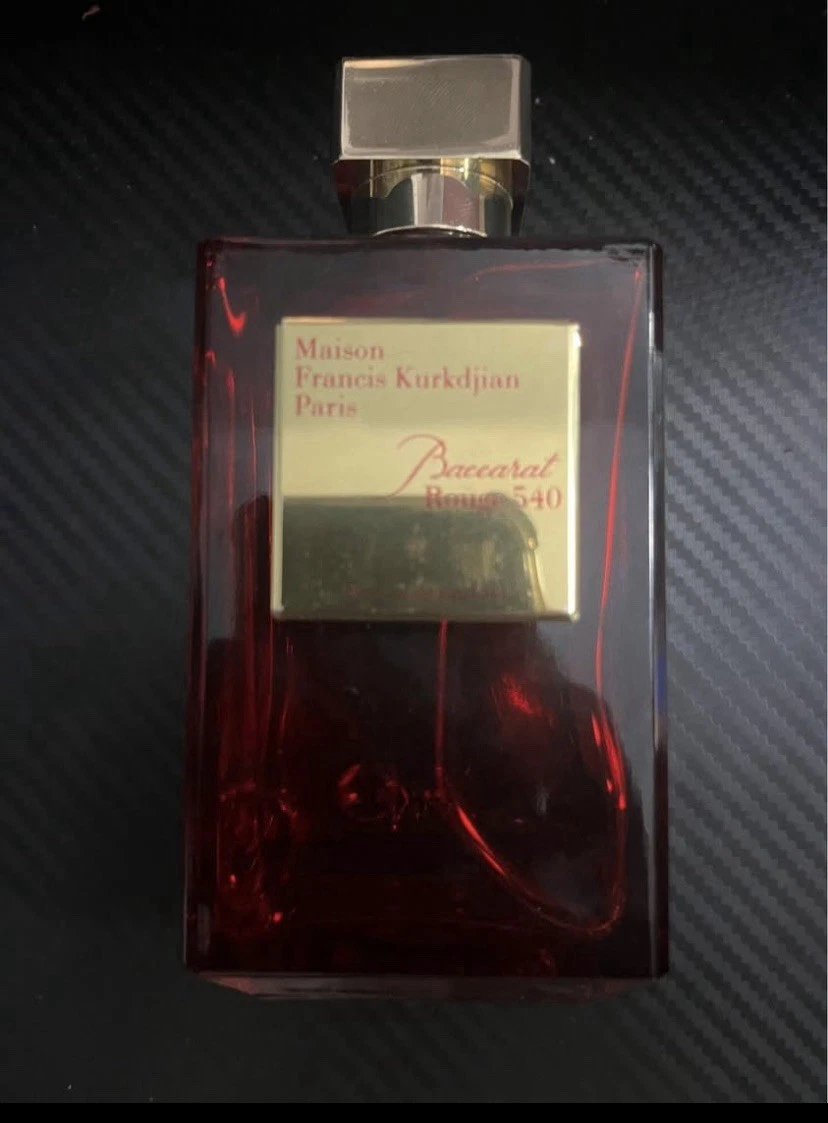 Maison
Francis Kurkdjian
Paris
Baccarat
Rouge 540